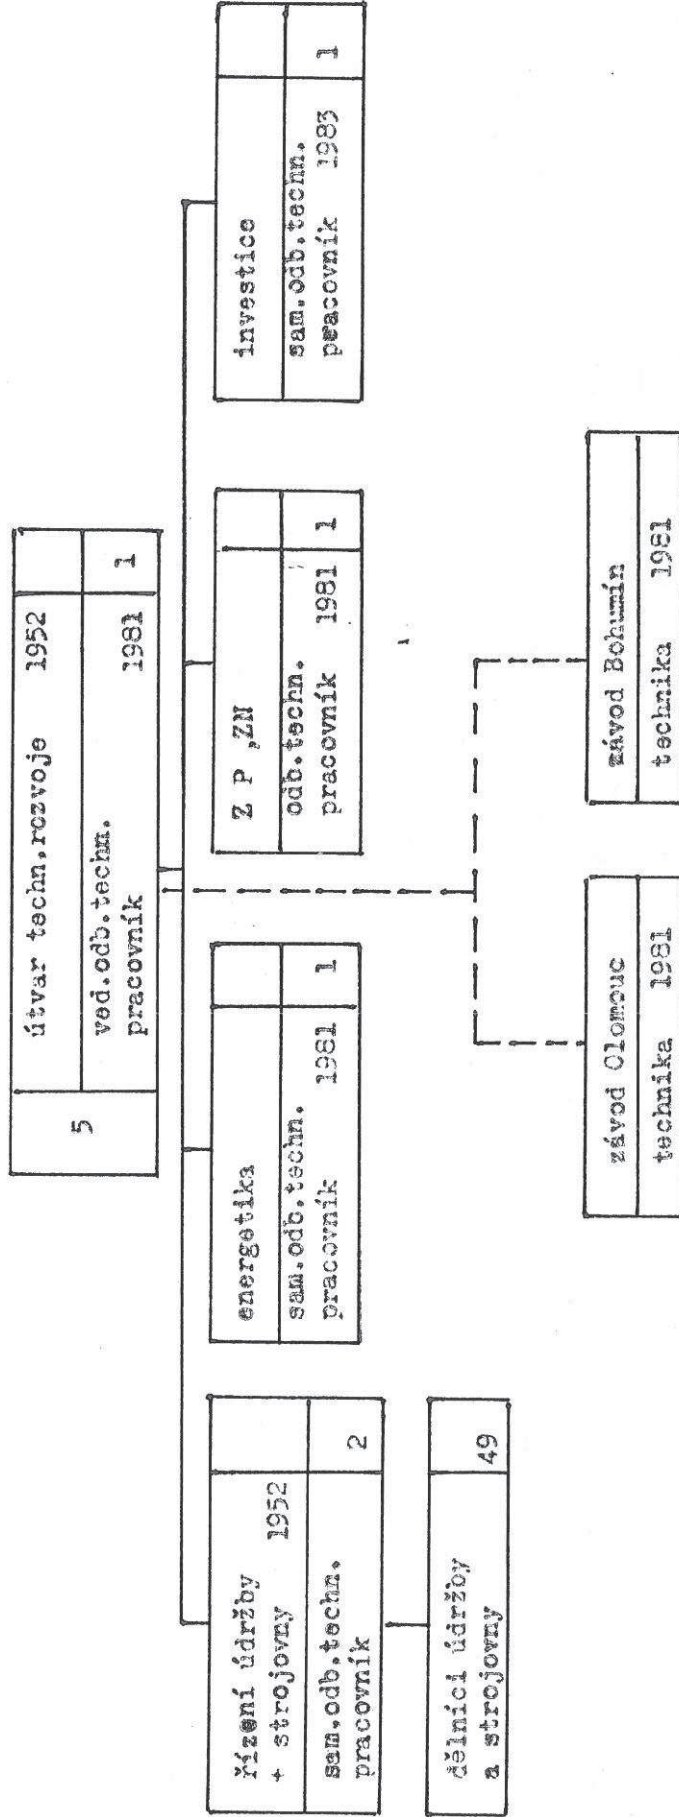 5
útvar techn.rozvoje 1952
ved.odb.techn.
pracovník 1981 1
řízení údržby
+ strojovny 1952
sam.odb.techn.
pracovník 2
dělníci údržby
a strojovny 49
energetika
sam.odb.techn.
pracovník 1981 1
Z P ,ZN
odb.techn.
pracovník 1981 1
investice
sam.odb.techn.
pracovník 1983 1
závod Olomouc
technika 1981
závod Bohumín
technika 1981